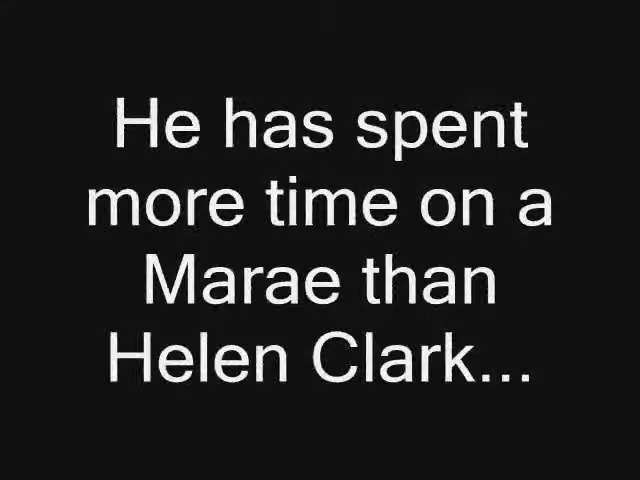 He has spent
more time on a
Marae than
Helen Clark...